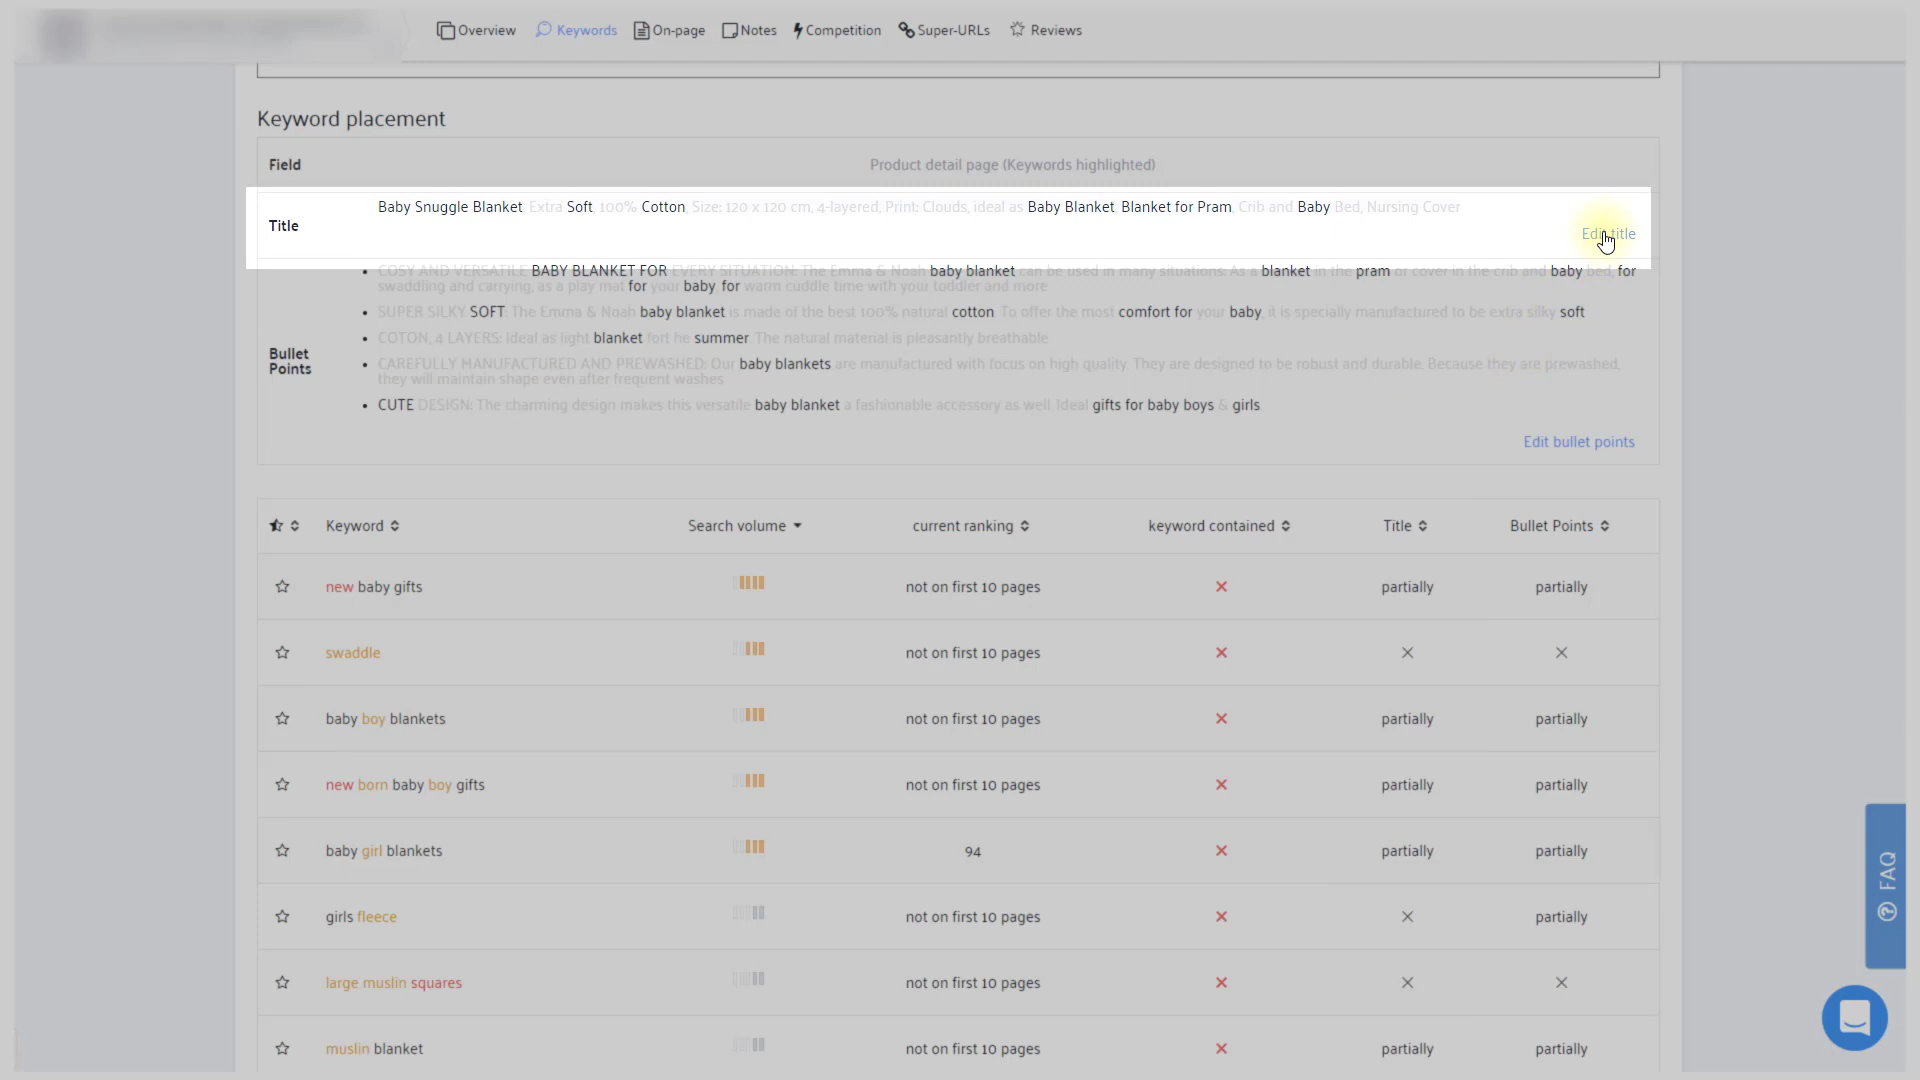 Overview Keywords On-page Notes Competition Super-URLs Reviews
Keyword placement
Field Product detail page (Keywords highlighted)
Title Baby Snuggle Blanket, Extra Soft, 100% Cotton, Size: 120 x 120 cm, 4-layered, Print: Clouds, ideal as Baby Blanket, Blanket for Pram, Crib and Baby Bed, Nursing Cover
Edit title
COSY AND VERSATILE BABY BLANKET FOR EVERY SITUATION: The Emma & Noah baby blanket can be used in many situations: As a blanket in the pram or cover in the crib and baby bed, for
swaddling and carrying, as a play mat for your baby, for warm cuddle time with your toddler and more
SUPER SILKY SOFT: The Emma & Noah baby blanket is made of the best 100% natural cotton. To offer the most comfort for your baby, it is specially manufactured to be extra silky soft
COTON, 4 LAYERS: Ideal as light blanket fort he summer. The natural material is pleasantly breathable
Bullet
Points
CAREFULLY MANUFACTURED AND PREWASHED: Our baby blankets are manufactured with focus on high quality. They are designed to be robust and durable. Because they are prewashed,
they will maintain shape even after frequent washes
CUTE DESIGN: The charming design makes this versatile baby blanket a fashionable accessory as well. Ideal gifts for baby boys & girls
Edit bullet points
Keyword Search volume current ranking keyword contained Title Bullet Points
new baby gifts not on first 10 pages partially partially
swaddle not on first 10 pages
baby boy blankets not on first 10 pages partially partially
new born baby boy gifts not on first 10 pages partially partially
baby girl blankets 94 partially partially
girls fleece not on first 10 pages partially
large muslin squares not on first 10 pages
muslin blanket not on first 10 pages partially partially
FAQ